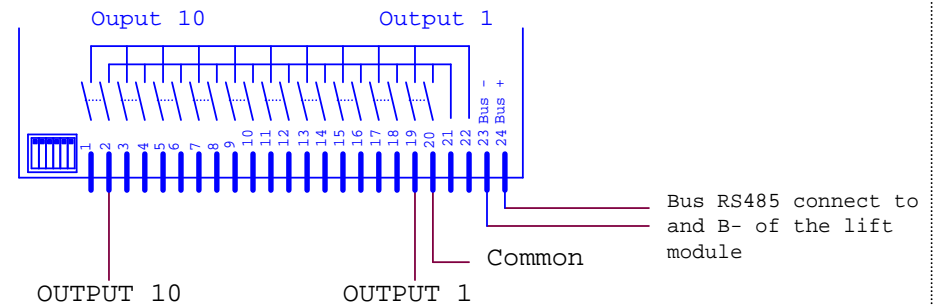 Ouput 10
Output 1
1
2
3
4
5
6
7
8
9
10
11
12
13
14
15
16
17
18
19
20
21
22
23 Bus -
24 Bus +
Bus RS485 connect to
and B- of the lift
module
Common
OUTPUT 10
OUTPUT 1